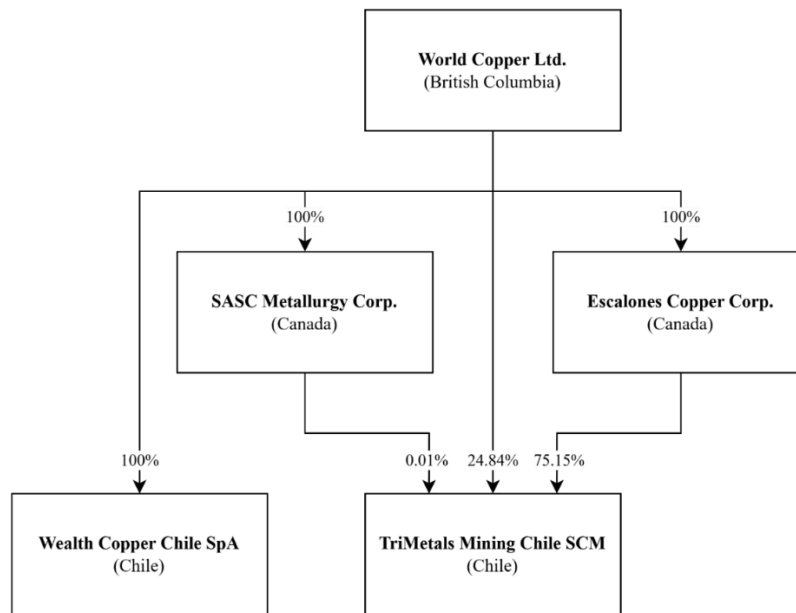 World Copper Ltd.
(British Columbia)
100%
100%
SASC Metallurgy Corp.
(Canada)
Escalones Copper Corp.
(Canada)
100%
0.01%
24.84%
75.15%
Wealth Copper Chile SpA
(Chile)
TriMetals Mining Chile SCM
(Chile)